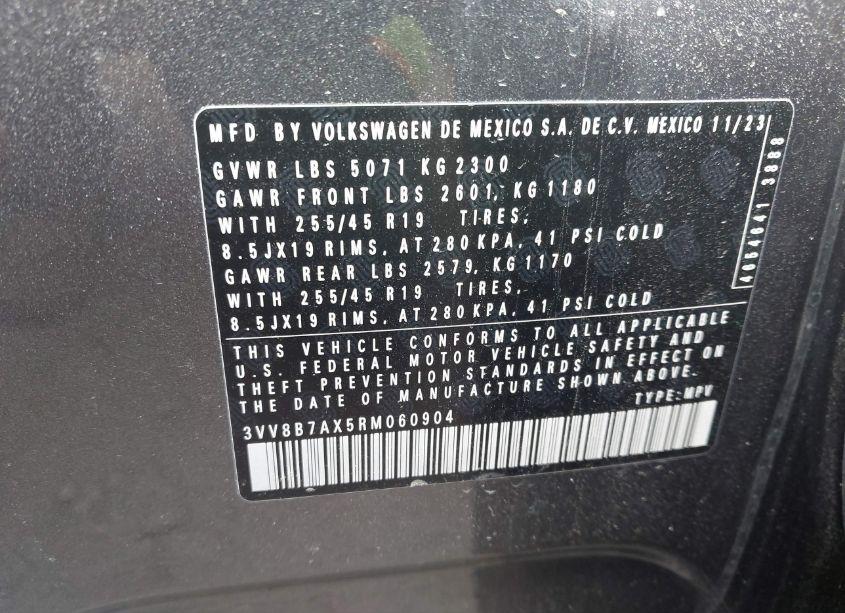 MFD BY VOLKSWAGEN DE MEXICO S.A. DE C.V. MEXICO 11/23
GVWR LBS 5071 KG 2300
GAWR FRONT LBS 2601, KG 1180
WITH 255/45 R19 TIRES,
8.5JX19 RIMS, AT 280 KPA, 41 PSI COLD
GAWR REAR LBS 2579, KG 1170
WITH 255/45 R19 TIRES,
8.5JX19 RIMS, AT 280 KPA, 41 PSI COLD
4064641 3888
THIS VEHICLE CONFORMS TO ALL APPLICABLE
U.S. FEDERAL MOTOR VEHICLE SAFETY AND
THEFT PREVENTION STANDARDS IN EFFECT ON
THE DATE OF MANUFACTURE SHOWN ABOVE.
TYPE:MPV
3VV8B7AX5RM060904